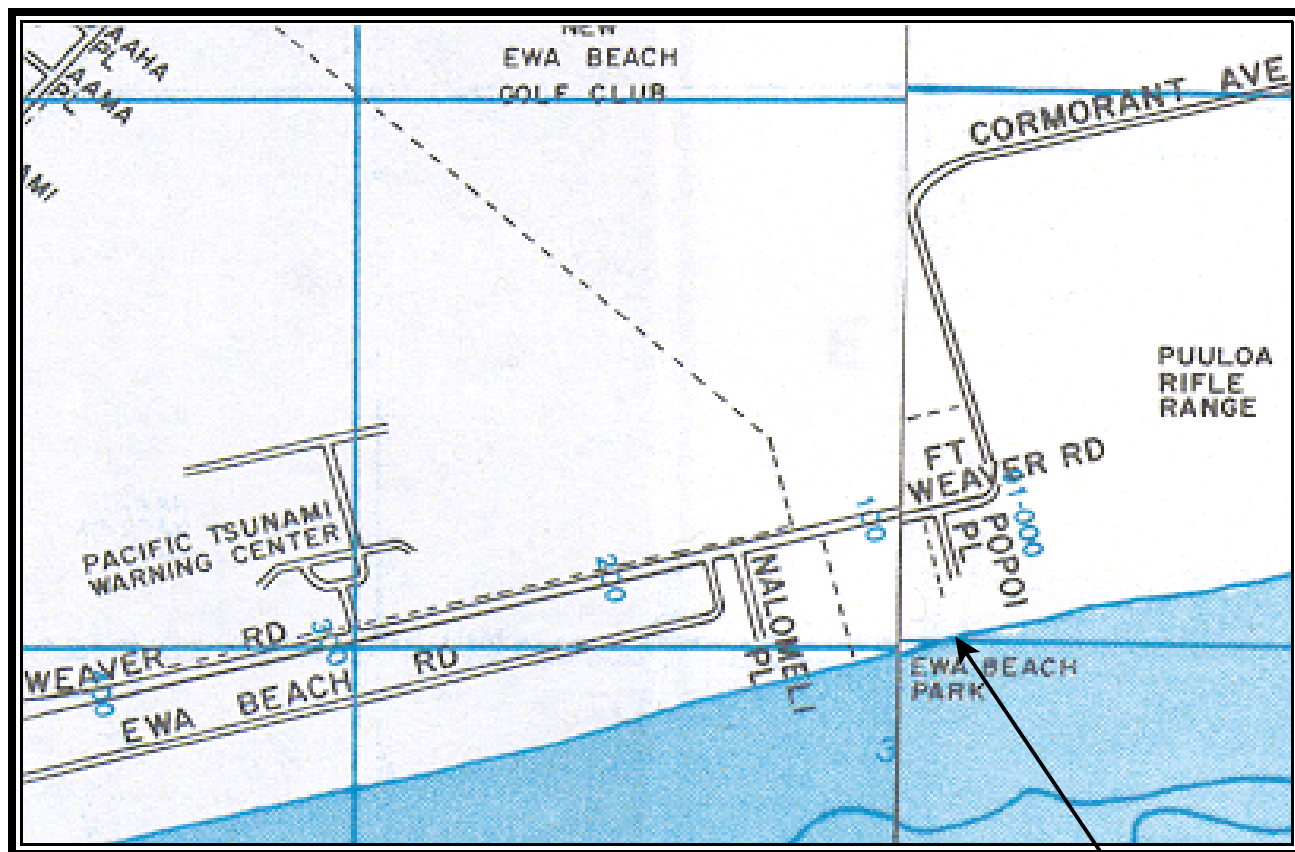 AAHA
PL
AAMA
PL
NEW
EWA BEACH
GOLF CLUB
CORMORANT AVE
PUULOA
RIFLE
RANGE
FT
WEAVER RD
91-000
100
POPOI
PL
PACIFIC TSUNAMI
WARNING CENTER
200
NALOMELI
PL
RD
300
WEAVER
RD
400
EWA BEACH
EWA BEACH
PARK
3